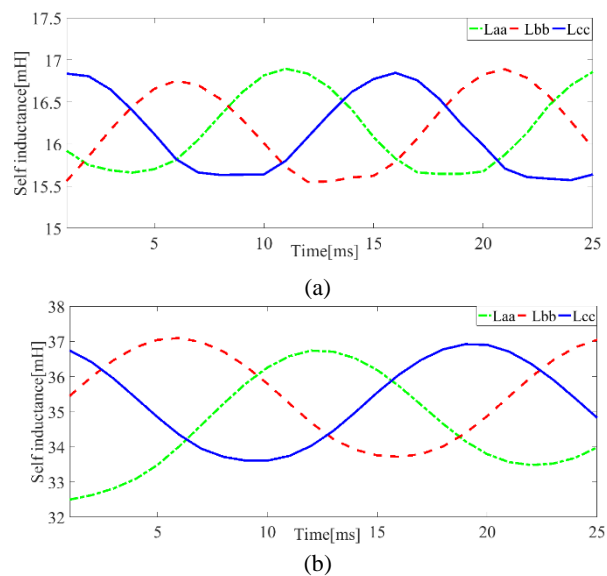 17.5
Laa Lbb Lcc
17
16.5
16
15.5
15
Self inductance[mH]
5 10 15 20 25
Time[ms]
(a)
38
Laa Lbb Lcc
37
36
35
34
33
32
Self inductance[mH]
5 10 15 20 25
Time[ms]
(b)